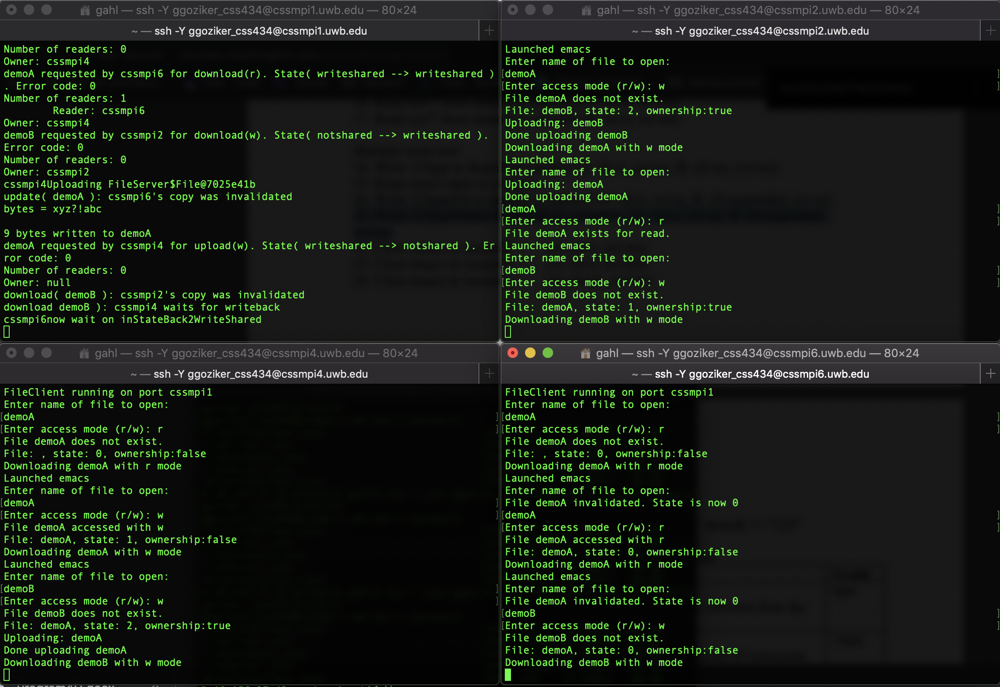 gahl — ssh -Y ggoziker_css434@cssmpi1.uwb.edu — 80×24
~ — ssh -Y ggoziker_css434@cssmpi1.uwb.edu
Number of readers: 0
Owner: cssmpi4
demoA requested by cssmpi6 for download(r). State( writeshared --> writeshared )
. Error code: 0
Number of readers: 1
Reader: cssmpi6
Owner: cssmpi4
demoB requested by cssmpi2 for download(w). State( notshared --> writeshared ).
Error code: 0
Number of readers: 0
Owner: cssmpi2
cssmpi4Uploading FileServer$File@7025e41b
update( demoA ): cssmpi6's copy was invalidated
bytes = xyz?!abc
9 bytes written to demoA
demoA requested by cssmpi4 for upload(w). State( writeshared --> notshared ). Er
ror code: 0
Number of readers: 0
Owner: null
download( demoB ): cssmpi2's copy was invalidated
download demoB ): cssmpi4 waits for writeback
cssmpi6now wait on inStateBack2WriteShared
gahl — ssh -Y ggoziker_css434@cssmpi2.uwb.edu — 80×24
~ — ssh -Y ggoziker_css434@cssmpi2.uwb.edu
Launched emacs
Enter name of file to open:
[demoA ]
[Enter access mode (r/w): w ]
File demoA does not exist.
File: demoB, state: 2, ownership:true
Uploading: demoB
Done uploading demoB
Downloading demoA with w mode
Launched emacs
Enter name of file to open:
Uploading: demoA
Done uploading demoA
[demoA ]
[Enter access mode (r/w): r ]
File demoA exists for read.
Launched emacs
Enter name of file to open:
[demoB ]
[Enter access mode (r/w): w ]
File demoB does not exist.
File: demoA, state: 1, ownership:true
Downloading demoB with w mode
gahl — ssh -Y ggoziker_css434@cssmpi4.uwb.edu — 80×24
~ — ssh -Y ggoziker_css434@cssmpi4.uwb.edu
FileClient running on port cssmpi1
Enter name of file to open:
[demoA ]
[Enter access mode (r/w): r ]
File demoA does not exist.
File: , state: 0, ownership:false
Downloading demoA with r mode
Launched emacs
Enter name of file to open:
[demoA ]
[Enter access mode (r/w): w ]
File demoA accessed with w
File: demoA, state: 1, ownership:false
Downloading demoA with w mode
Launched emacs
Enter name of file to open:
[demoB ]
[Enter access mode (r/w): w ]
File demoB does not exist.
File: demoA, state: 2, ownership:true
Uploading: demoA
Done uploading demoA
Downloading demoB with w mode
gahl — ssh -Y ggoziker_css434@cssmpi6.uwb.edu — 80×24
~ — ssh -Y ggoziker_css434@cssmpi6.uwb.edu
FileClient running on port cssmpi1
Enter name of file to open:
[demoA ]
[Enter access mode (r/w): r ]
File demoA does not exist.
File: , state: 0, ownership:false
Downloading demoA with r mode
Launched emacs
Enter name of file to open:
File demoA invalidated. State is now 0
[demoA ]
[Enter access mode (r/w): r ]
File demoA accessed with r
File: demoA, state: 0, ownership:false
Downloading demoA with r mode
Launched emacs
Enter name of file to open:
File demoA invalidated. State is now 0
[demoB ]
[Enter access mode (r/w): w ]
File demoB does not exist.
File: demoA, state: 0, ownership:false
Downloading demoB with w mode